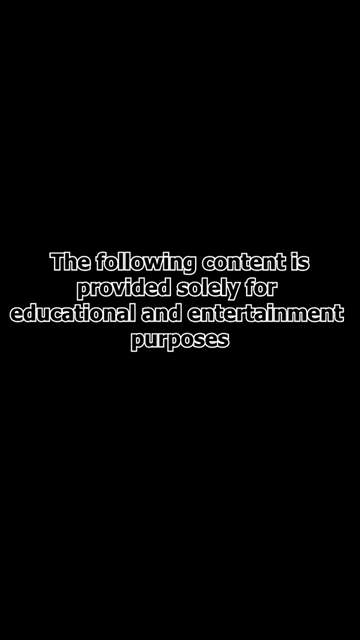 The following content is
provided solely for
educational and entertainment
purposes